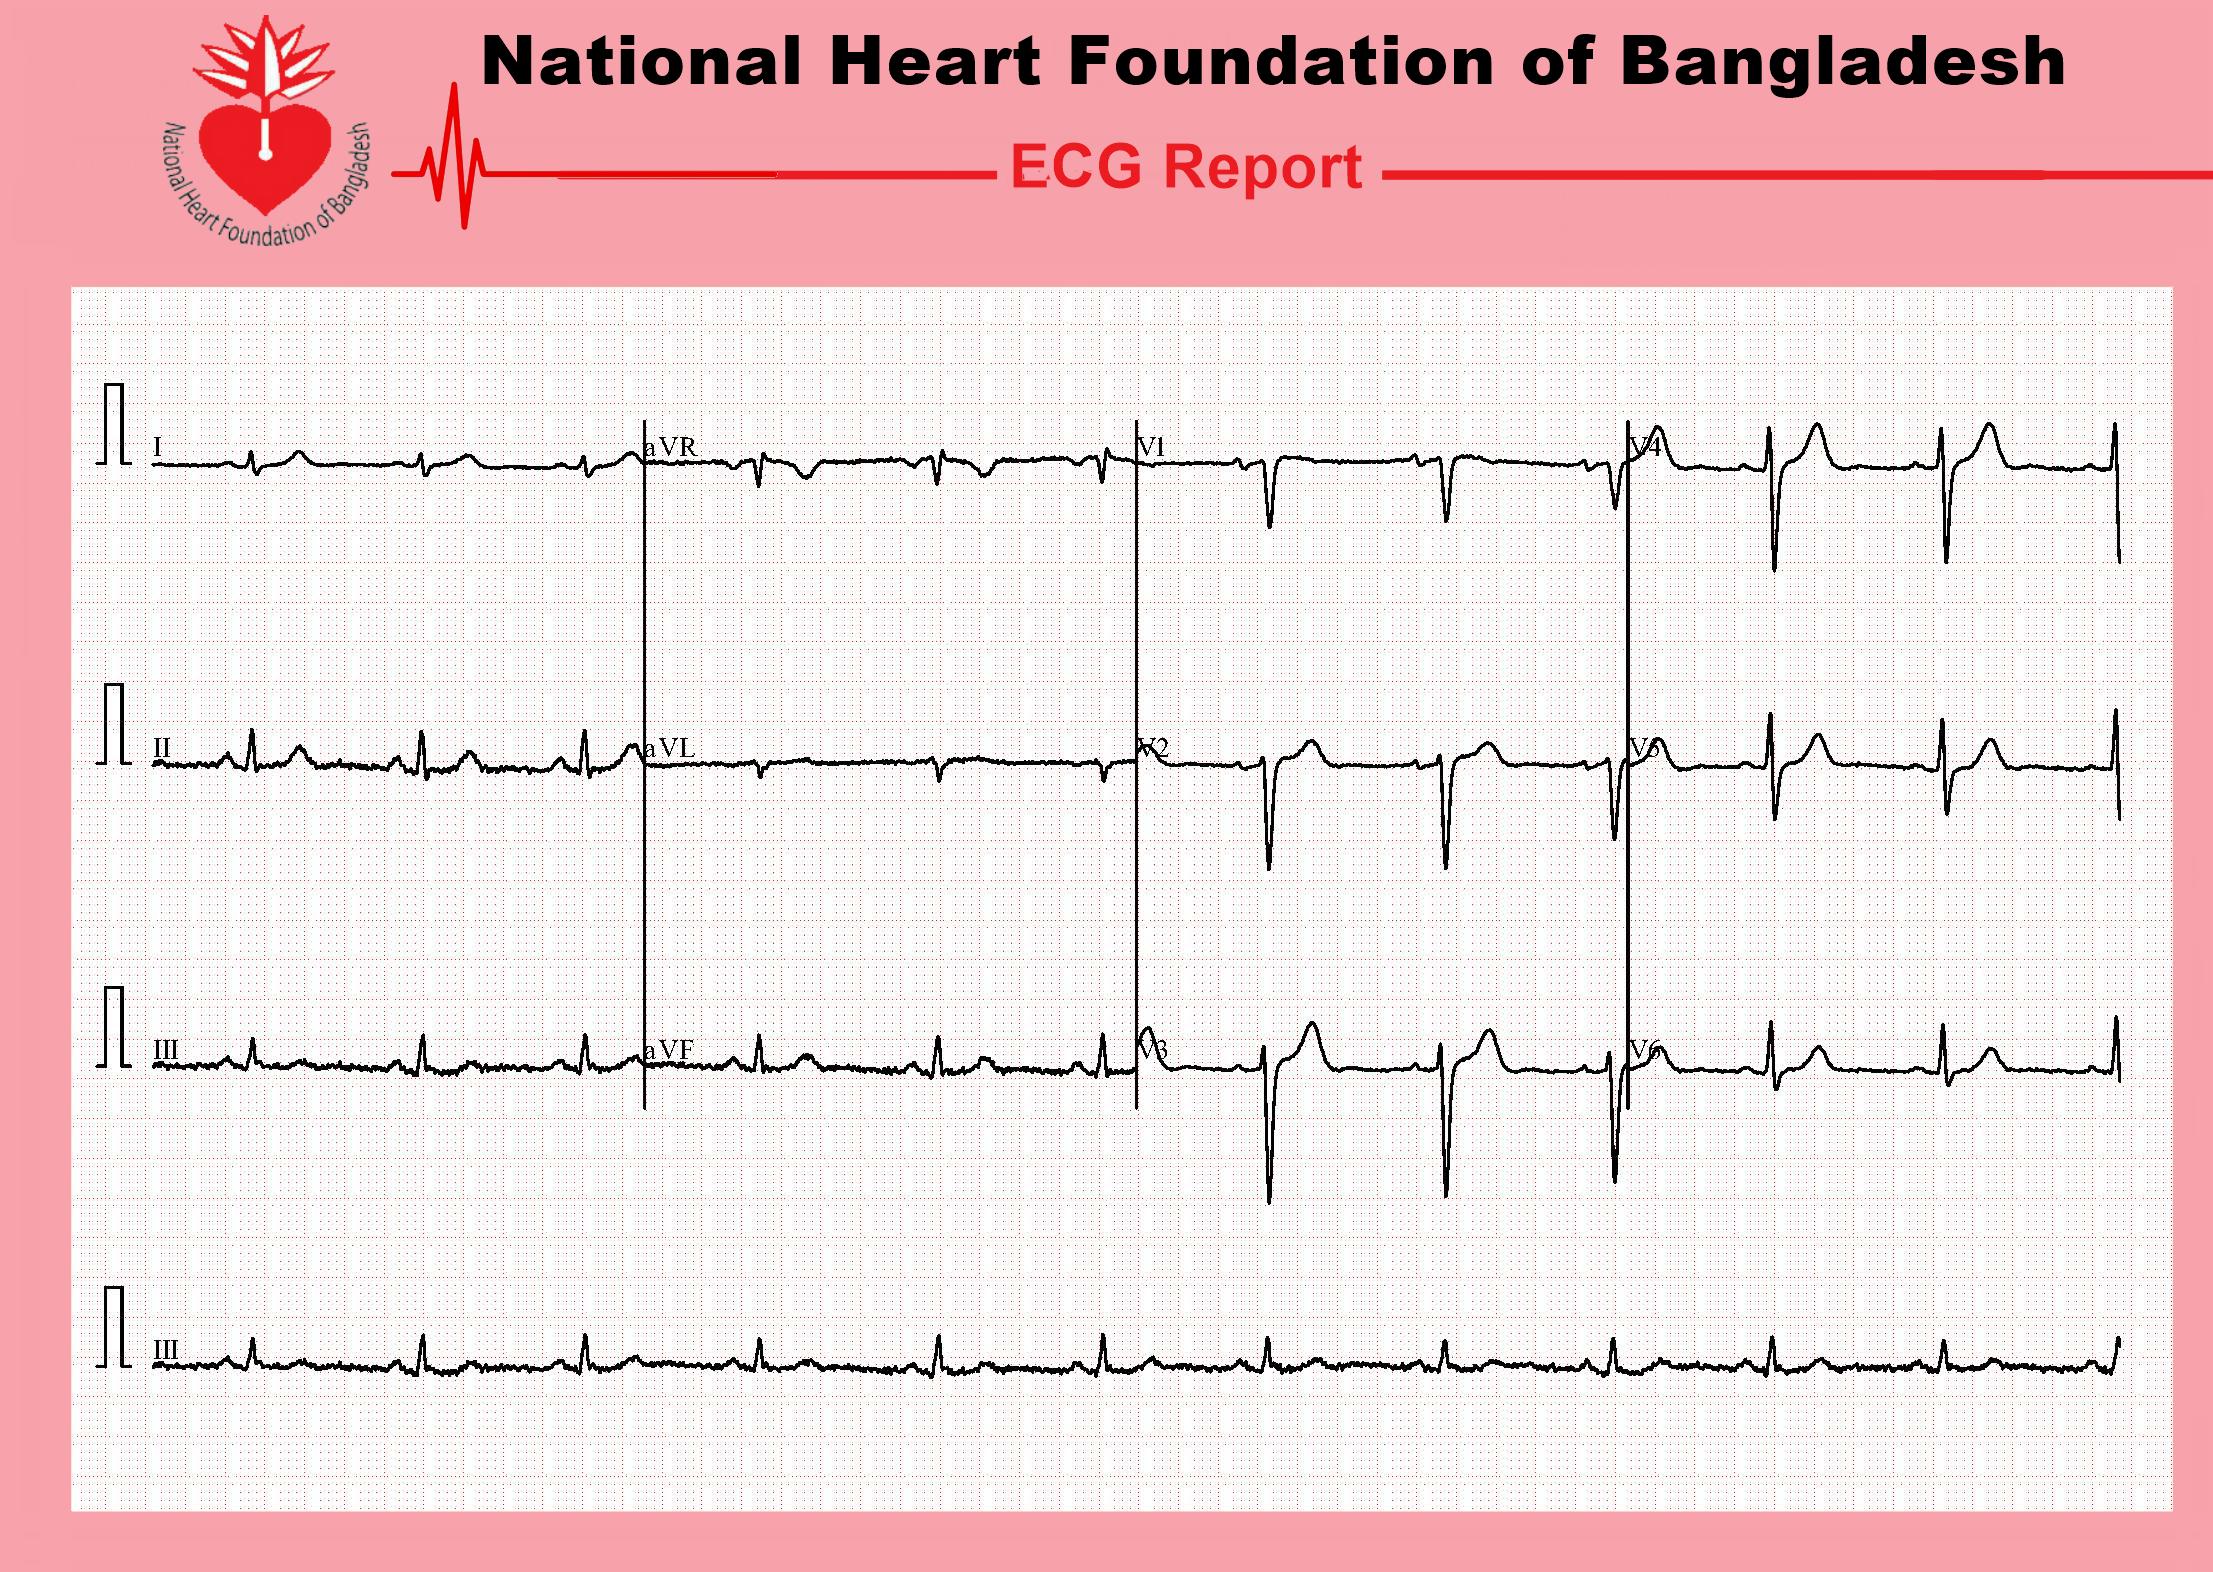 National Heart Foundation of Bangladesh
National Heart Foundation of Bangladesh
ECG Report
I aVR V1 V4
II aVL V2 V5
III aVF V3 V6
III